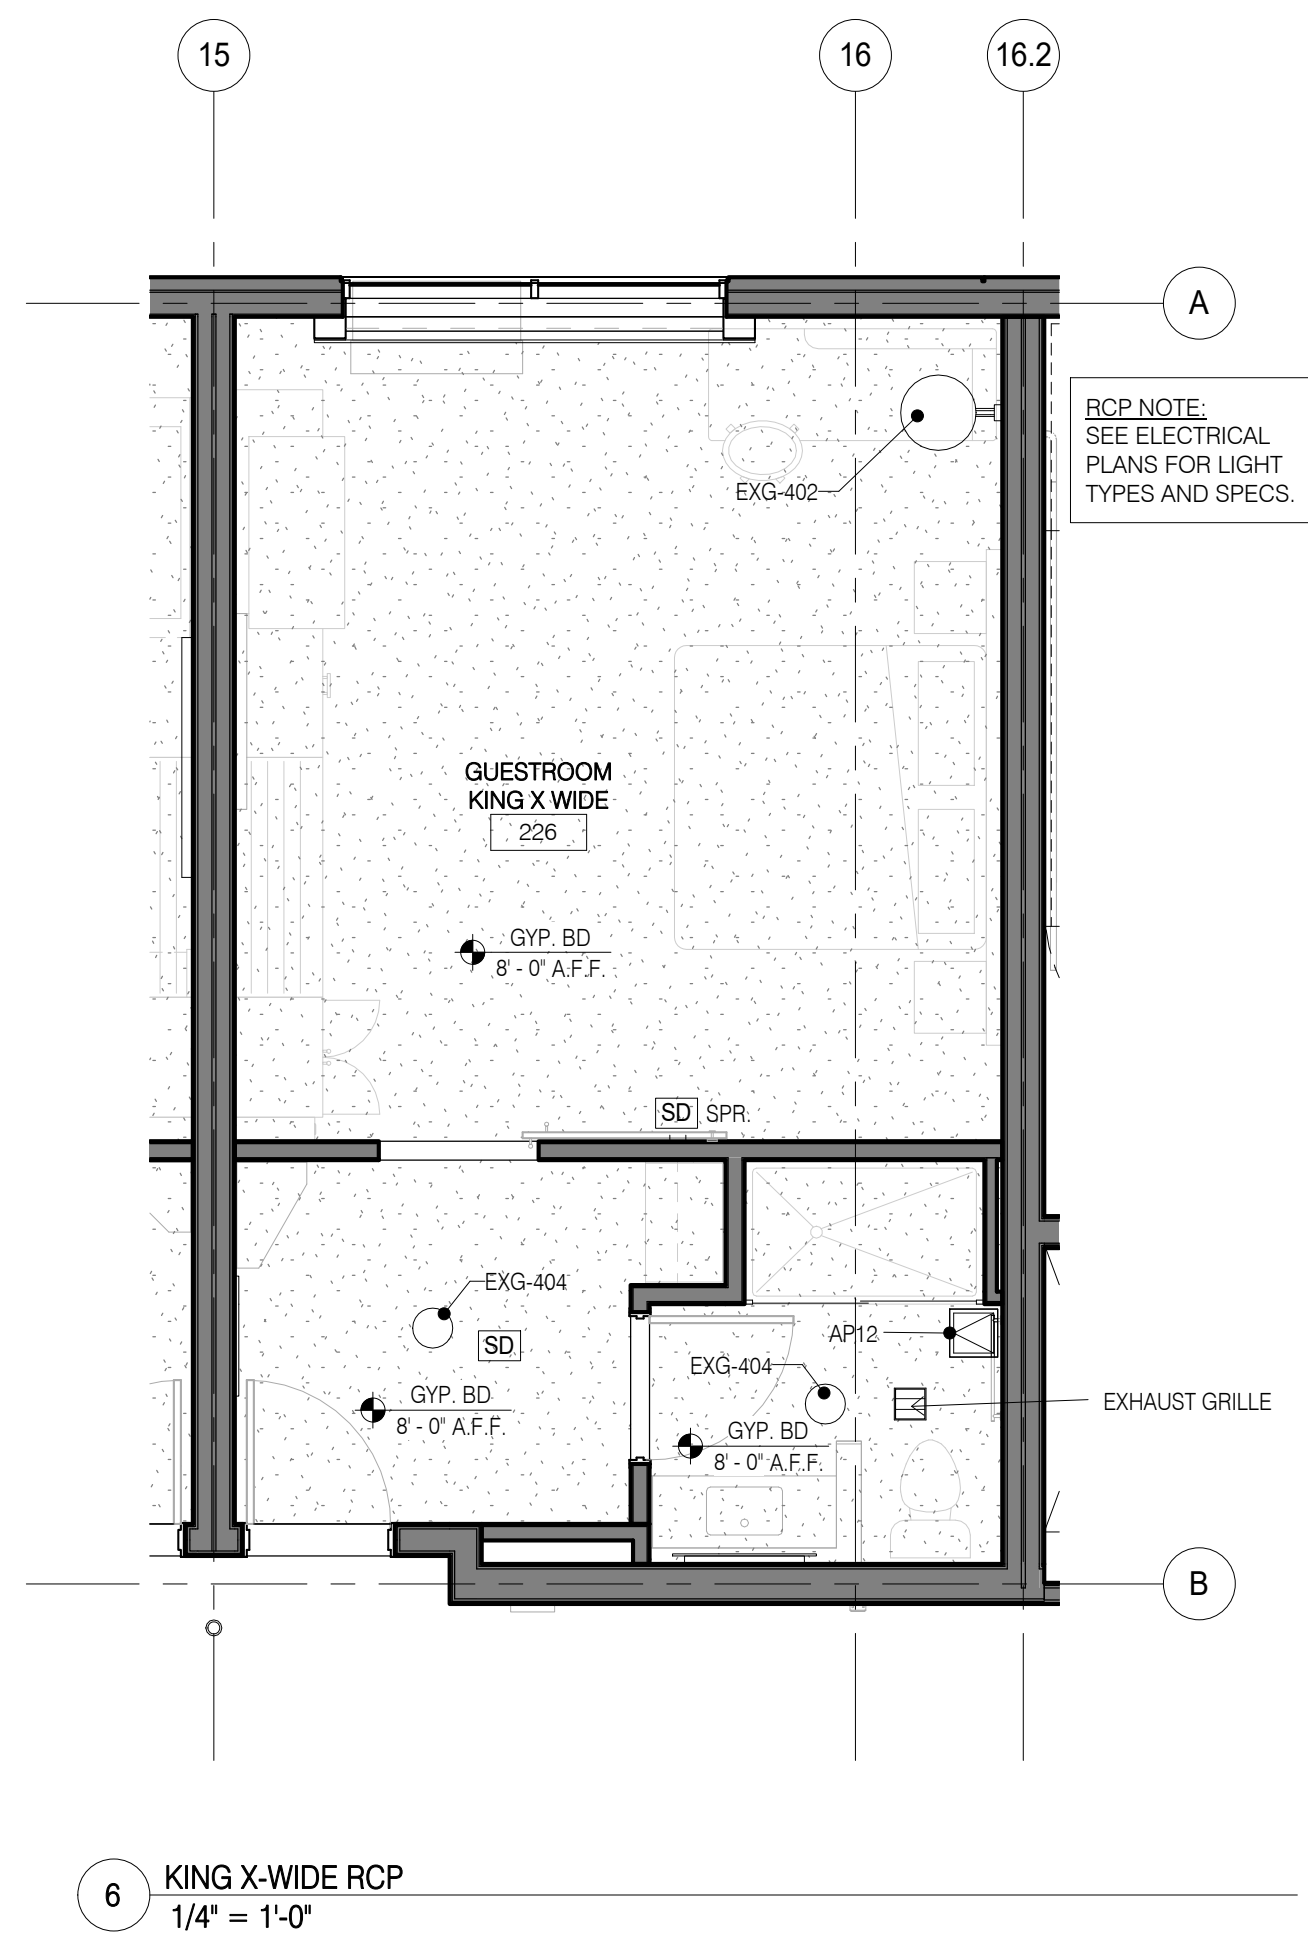 15
16
16.2
A
RCP NOTE:
SEE ELECTRICAL
PLANS FOR LIGHT
TYPES AND SPECS.
EXG-402
GUESTROOM
KING X WIDE
226
GYP. BD
8' - 0" A.F.F.
SD SPR.
EXG-404
SD
AP12
EXG-404
GYP. BD
8' - 0" A.F.F.
EXHAUST GRILLE
GYP. BD
8' - 0" A.F.F.
B
6
KING X-WIDE RCP
1/4" = 1'-0"